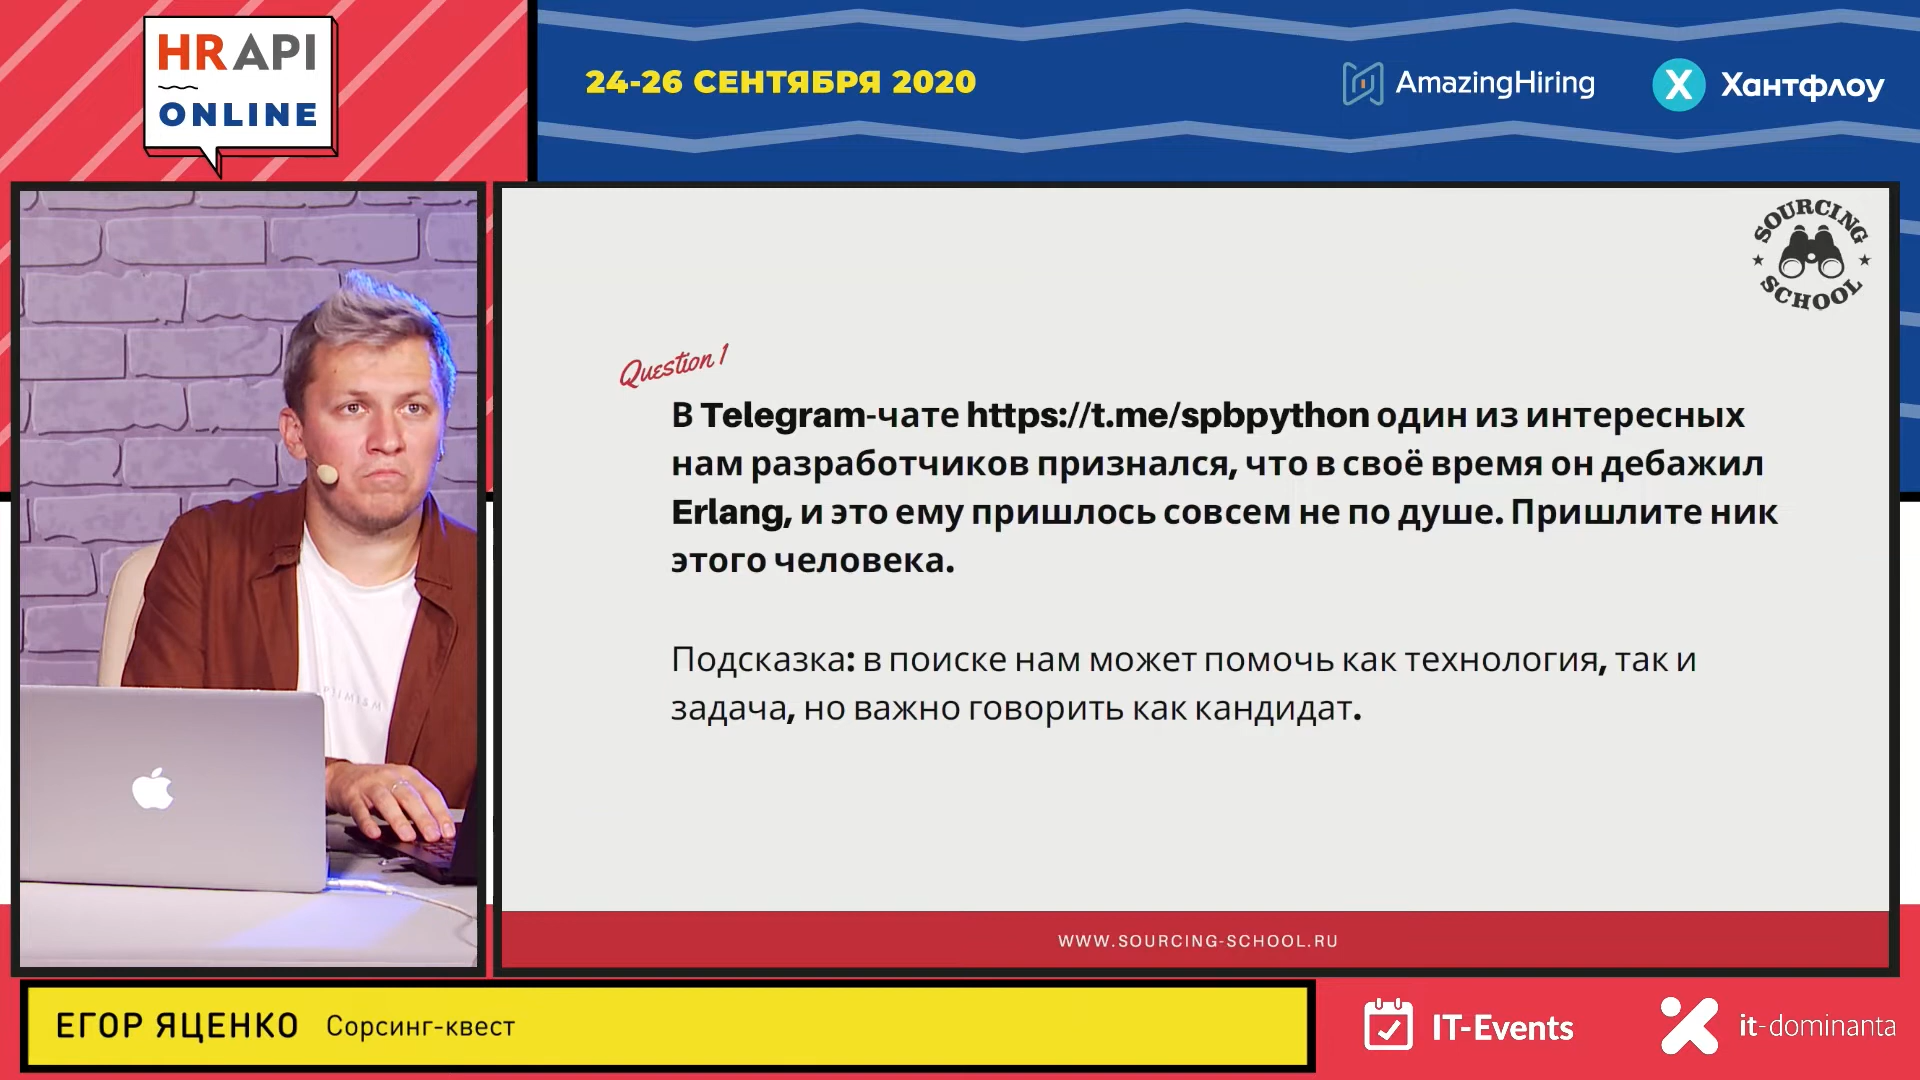 HR API
ONLINE
24-26 СЕНТЯБРЯ 2020
AmazingHiring
Хантфлоу
SOURCING
SCHOOL
Question 1
В Telegram-чате https://t.me/spbpython один из интересных
нам разработчиков признался, что в своё время он дебажил
Erlang, и это ему пришлось совсем не по душе. Пришлите ник
этого человека.
Подсказка: в поиске нам может помочь как технология, так и
задача, но важно говорить как кандидат.
WWW.SOURCING-SCHOOL.RU
ЕГОР ЯЦЕНКО Сорсинг-квест
IT-Events
it-dominanta